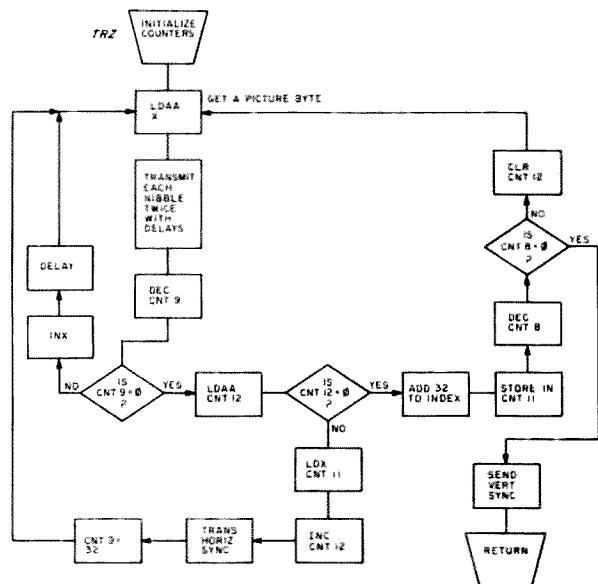 TRZ
INITIALIZE
COUNTERS
LDAA
X
GET A PICTURE BYTE
TRANSMIT
EACH
NIBBLE
TWICE
WITH
DELAYS
DEC
CNT 9
IS
CNT 9=Ø
?
NO
YES
INX
DELAY
LDAA
CNT 12
IS
CNT 12=Ø
?
YES
NO
ADD 32
TO INDEX
STORE IN
CNT 11
DEC
CNT 8
IS
CNT 8=Ø
?
NO
YES
CLR
CNT 12
LDX
CNT 11
INC
CNT 12
TRANS
HORIZ
SYNC
CNT 9=
32
SEND
VERT
SYNC
RETURN